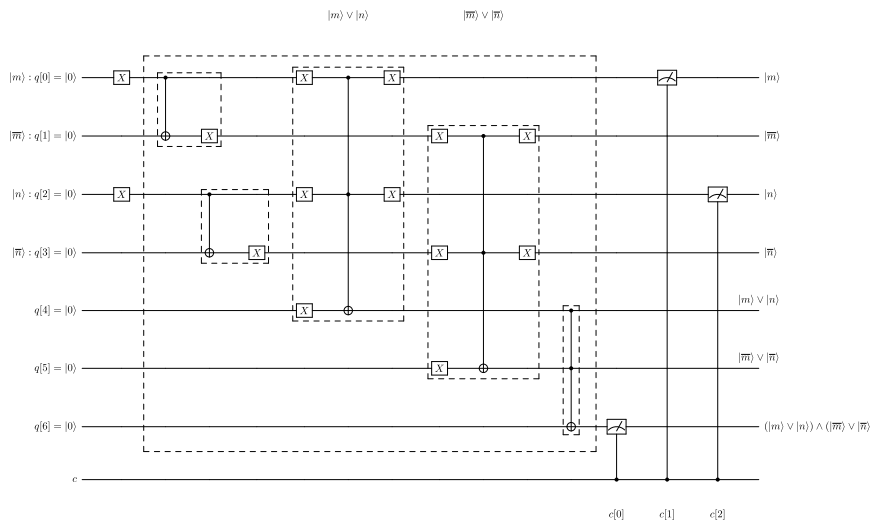 |m⟩ ∨ |n⟩ |m̅⟩ ∨ |n̅⟩
|m⟩ : q[0] = |0⟩ X X X |m⟩
|m̅⟩ : q[1] = |0⟩ X X X |m̅⟩
|n⟩ : q[2] = |0⟩ X X X |n⟩
|n̅⟩ : q[3] = |0⟩ X X X |n̅⟩
q[4] = |0⟩ X |m⟩ ∨ |n⟩
q[5] = |0⟩ X |m̅⟩ ∨ |n̅⟩
q[6] = |0⟩ (|m⟩ ∨ |n⟩) ∧ (|m̅⟩ ∨ |n̅⟩
c
c[0] c[1] c[2]